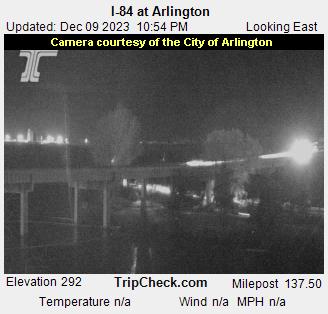 I-84 at Arlington
Updated: Dec 09 2023 10:54 PM Looking East
Camera courtesy of the City of Arlington
Elevation 292 TripCheck.com Milepost 137.50
Temperature n/a Wind n/a MPH n/a